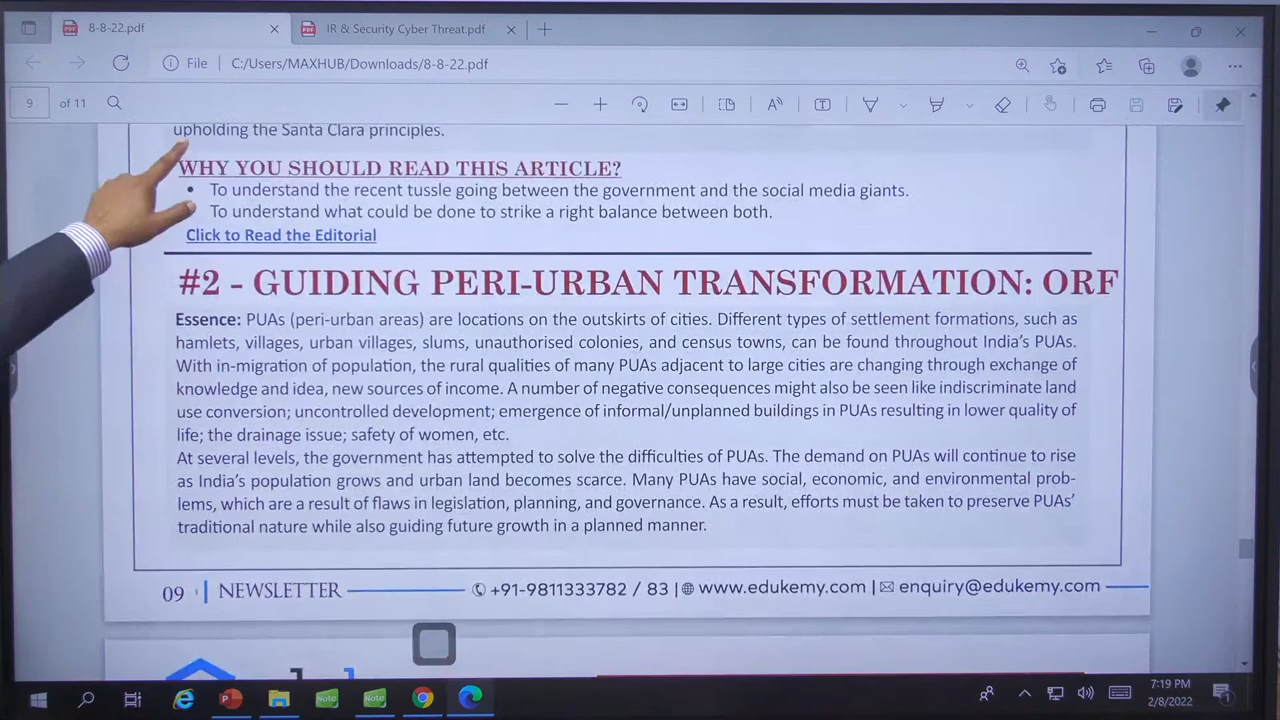 8-8-22.pdf
IR & Security Cyber Threat.pdf
File C:/Users/MAXHUB/Downloads/8-8-22.pdf
9 of 11
upholding the Santa Clara principles.
WHY YOU SHOULD READ THIS ARTICLE?
• To understand the recent tussle going between the government and the social media giants.
To understand what could be done to strike a right balance between both.
Click to Read the Editorial
#2 - GUIDING PERI-URBAN TRANSFORMATION: ORF
Essence: PUAs (peri-urban areas) are locations on the outskirts of cities. Different types of settlement formations, such as
hamlets, villages, urban villages, slums, unauthorised colonies, and census towns, can be found throughout India's PUAs.
With in-migration of population, the rural qualities of many PUAs adjacent to large cities are changing through exchange of
knowledge and idea, new sources of income. A number of negative consequences might also be seen like indiscriminate land
use conversion; uncontrolled development; emergence of informal/unplanned buildings in PUAs resulting in lower quality of
life; the drainage issue; safety of women, etc.
At several levels, the government has attempted to solve the difficulties of PUAs. The demand on PUAs will continue to rise
as India's population grows and urban land becomes scarce. Many PUAs have social, economic, and environmental prob-
lems, which are a result of flaws in legislation, planning, and governance. As a result, efforts must be taken to preserve PUAs'
traditional nature while also guiding future growth in a planned manner.
09 | NEWSLETTER +91-9811333782 / 83 | www.edukemy.com | enquiry@edukemy.com
7:19 PM
2/8/2022